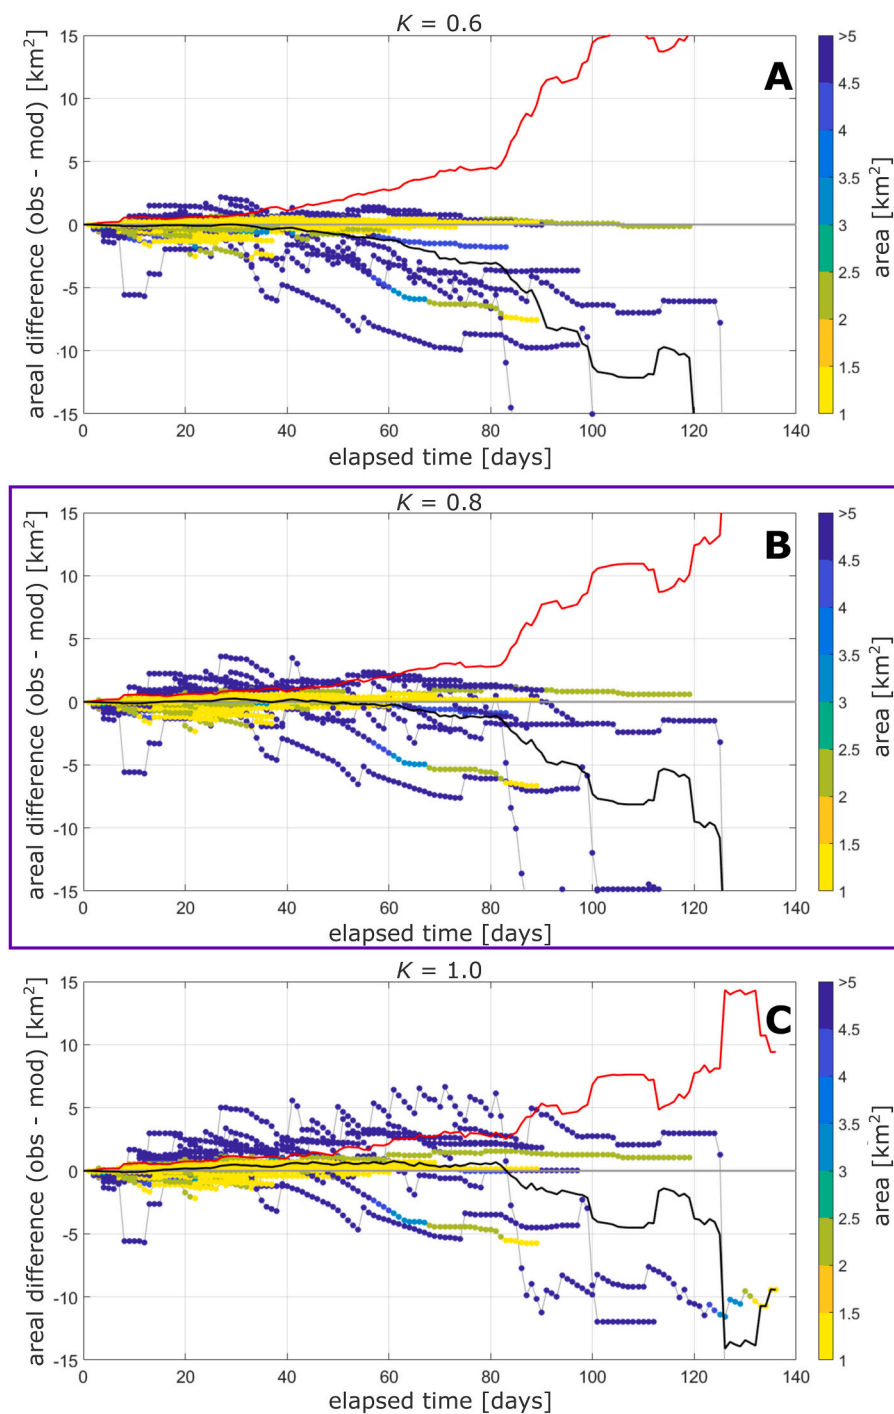 K = 0.6
A
areal difference (obs - mod) [km²]
15
10
5
0
-5
-10
-15
0 20 40 60 80 100 120 140
elapsed time [days]
>5
4.5
4
3.5
3
2.5
2
1.5
1
area [km²]
K = 0.8
B
areal difference (obs - mod) [km²]
15
10
5
0
-5
-10
-15
0 20 40 60 80 100 120 140
elapsed time [days]
>5
4.5
4
3.5
3
2.5
2
1.5
1
area [km²]
K = 1.0
C
areal difference (obs - mod) [km²]
15
10
5
0
-5
-10
-15
0 20 40 60 80 100 120 140
elapsed time [days]
>5
4.5
4
3.5
3
2.5
2
1.5
1
area [km²]